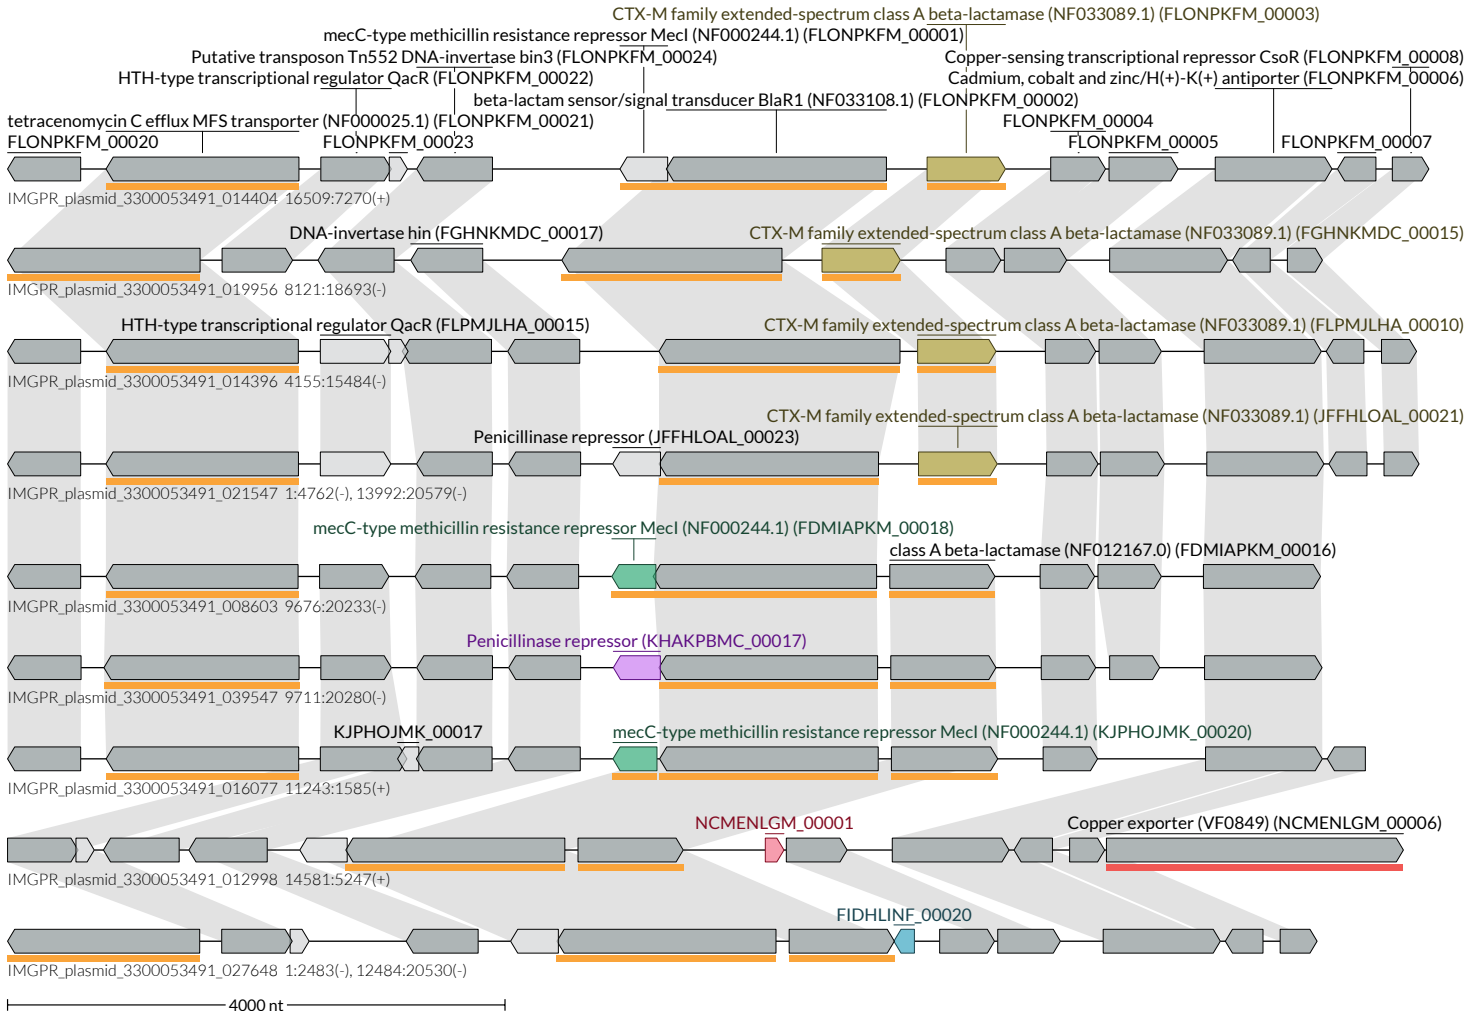 CTX-M family extended-spectrum class A beta-lactamase (NF033089.1) (FLONPKFM_00003)
mecC-type methicillin resistance repressor MecI (NF000244.1) (FLONPKFM_00001)
Putative transposon Tn552 DNA-invertase bin3 (FLONPKFM_00024)
Copper-sensing transcriptional repressor CsoR (FLONPKFM_00008)
HTH-type transcriptional regulator QacR (FLONPKFM_00022)
Cadmium, cobalt and zinc/H(+)-K(+) antiporter (FLONPKFM_00006)
beta-lactam sensor/signal transducer BlaR1 (NF033108.1) (FLONPKFM_00002)
tetracenomycin C efflux MFS transporter (NF000025.1) (FLONPKFM_00021)
FLONPKFM_00004
FLONPKFM_00020
FLONPKFM_00023
FLONPKFM_00005
FLONPKFM_00007
IMGPR_plasmid_3300053491_014404 16509:7270(+)
DNA-invertase hin (FGHNKMDC_00017)
CTX-M family extended-spectrum class A beta-lactamase (NF033089.1) (FGHNKMDC_00015)
IMGPR_plasmid_3300053491_019956 8121:18693(-)
HTH-type transcriptional regulator QacR (FLPMJLHA_00015)
CTX-M family extended-spectrum class A beta-lactamase (NF033089.1) (FLPMJLHA_00010)
IMGPR_plasmid_3300053491_014396 4155:15484(-)
CTX-M family extended-spectrum class A beta-lactamase (NF033089.1) (JFFHLOAL_00021)
Penicillinase repressor (JFFHLOAL_00023)
IMGPR_plasmid_3300053491_021547 1:4762(-), 13992:20579(-)
mecC-type methicillin resistance repressor MecI (NF000244.1) (FDMIAPKM_00018)
class A beta-lactamase (NF012167.0) (FDMIAPKM_00016)
IMGPR_plasmid_3300053491_008603 9676:20233(-)
Penicillinase repressor (KHAKPBMC_00017)
IMGPR_plasmid_3300053491_039547 9711:20280(-)
KJPHOJMK_00017
mecC-type methicillin resistance repressor MecI (NF000244.1) (KJPHOJMK_00020)
IMGPR_plasmid_3300053491_016077 11243:1585(+)
NCMENLGM_00001
Copper exporter (VF0849) (NCMENLGM_00006)
IMGPR_plasmid_3300053491_012998 14581:5247(+)
FIDHLINF_00020
IMGPR_plasmid_3300053491_027648 1:2483(-), 12484:20530(-)
4000 nt